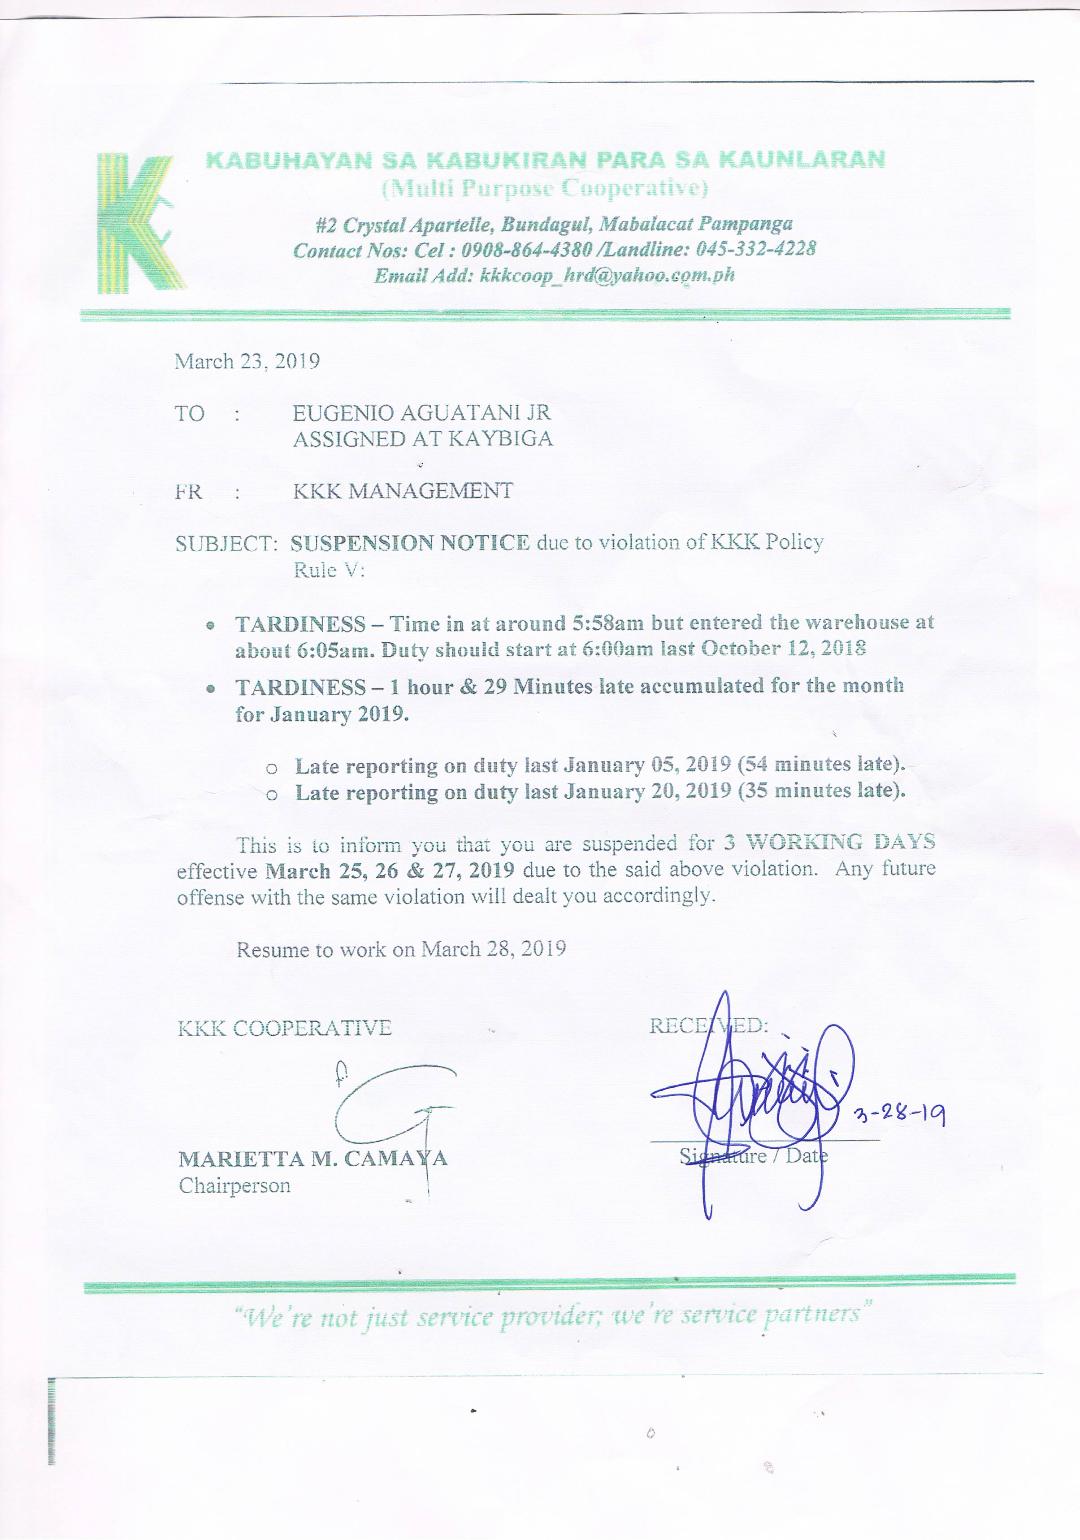 KABUHAYAN SA KABUKIRAN PARA SA KAUNLARAN
(Multi Purpose Cooperative)
#2 Crystal Apartelle, Bundagul, Mabalacat Pampanga
Contact Nos: Cel : 0908-864-4380 /Landline: 045-332-4228
Email Add: kkkcoop_hrd@yahoo.com.ph
March 23, 2019
TO : EUGENIO AGUATANI JR
ASSIGNED AT KAYBIGA
FR : KKK MANAGEMENT
SUBJECT: SUSPENSION NOTICE due to violation of KKK Policy
Rule V:
• TARDINESS – Time in at around 5:58am but entered the warehouse at
about 6:05am. Duty should start at 6:00am last October 12, 2018
• TARDINESS – 1 hour & 29 Minutes late accumulated for the month
for January 2019.
o Late reporting on duty last January 05, 2019 (54 minutes late).
o Late reporting on duty last January 20, 2019 (35 minutes late).
This is to inform you that you are suspended for 3 WORKING DAYS
effective March 25, 26 & 27, 2019 due to the said above violation. Any future
offense with the same violation will dealt you accordingly.
Resume to work on March 28, 2019
KKK COOPERATIVE
RECEIVED:
3-28-19
MARIETTA M. CAMAYA
Signature / Date
Chairperson
"We're not just service provider; we're service partners"